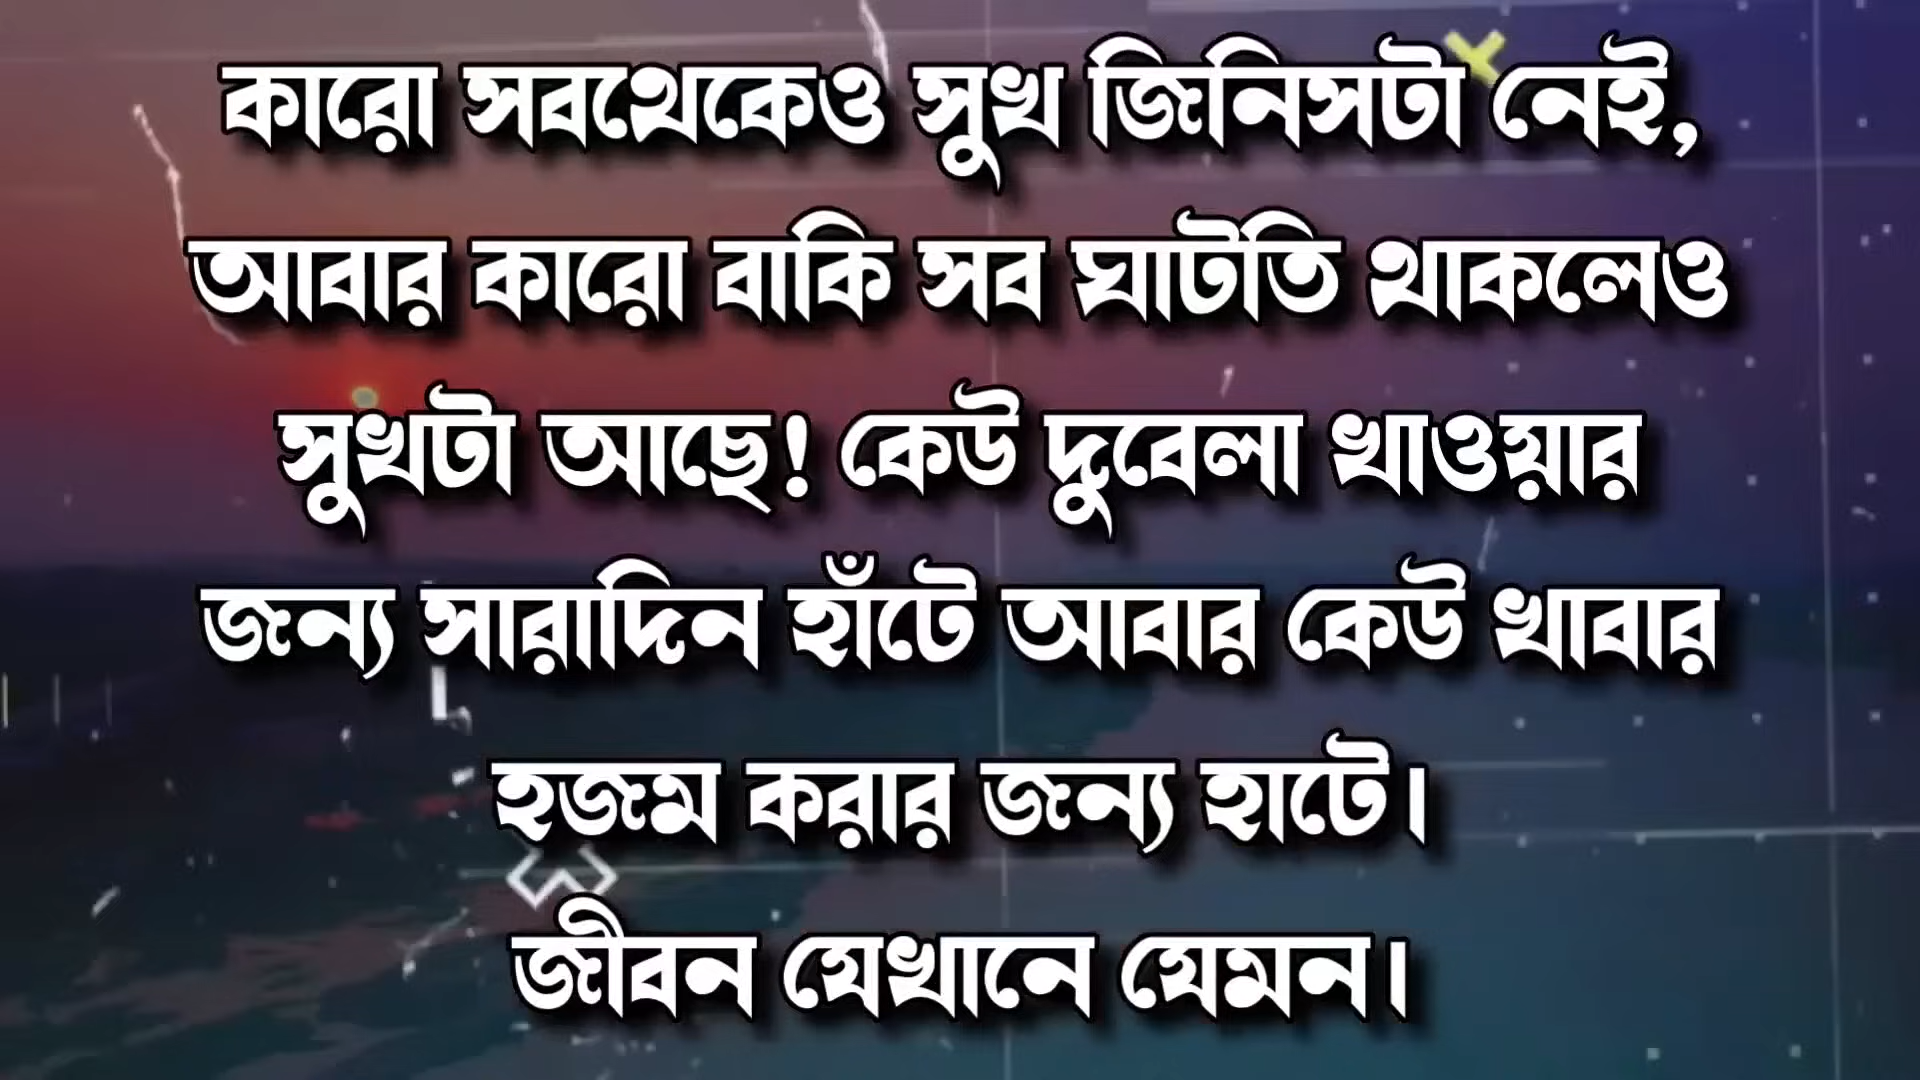 কারো সবথেকেও সুখ জিনিসটা নেই,
আবার কারো বাকি সব ঘাটতি থাকলেও
সুখটা আছে! কেউ দুবেলা খাওয়ার
জন্য সারাদিন হাঁটে আবার কেউ খাবার
হজম করার জন্য হাটে।
জীবন যেখানে যেমন।